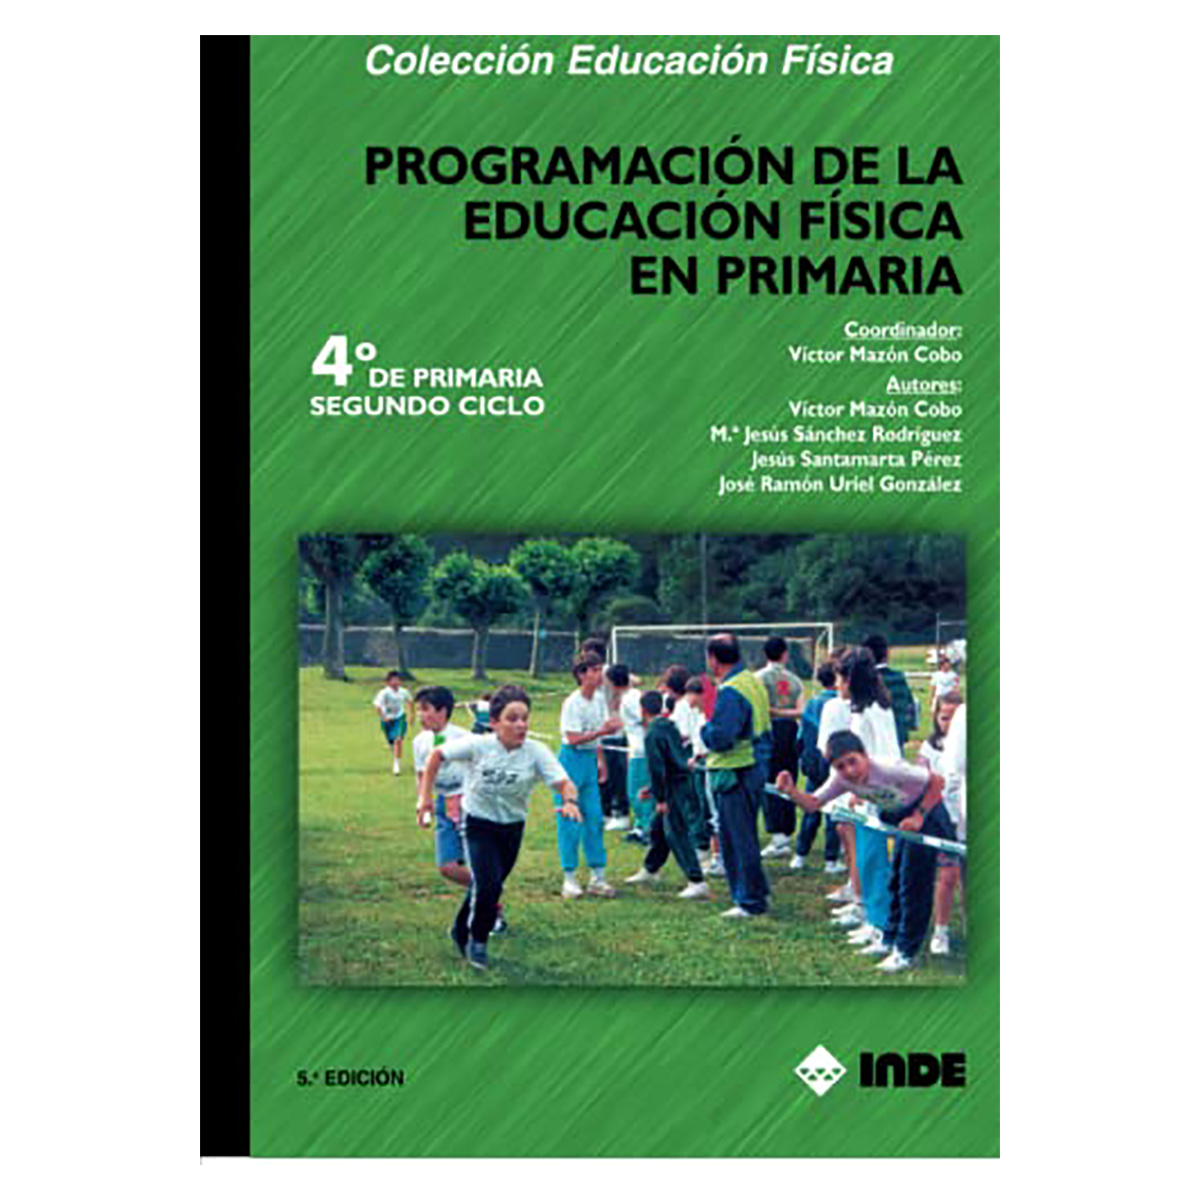 Colección Educación Física
PROGRAMACIÓN DE LA
EDUCACIÓN FÍSICA
EN PRIMARIA
4º DE PRIMARIA
SEGUNDO CICLO
Coordinador:
Víctor Mazón Cobo
Autores:
Víctor Mazón Cobo
M.ª Jesús Sánchez Rodríguez
Jesús Santamarta Pérez
José Ramón Uriel González
5.ª EDICIÓN
INDE